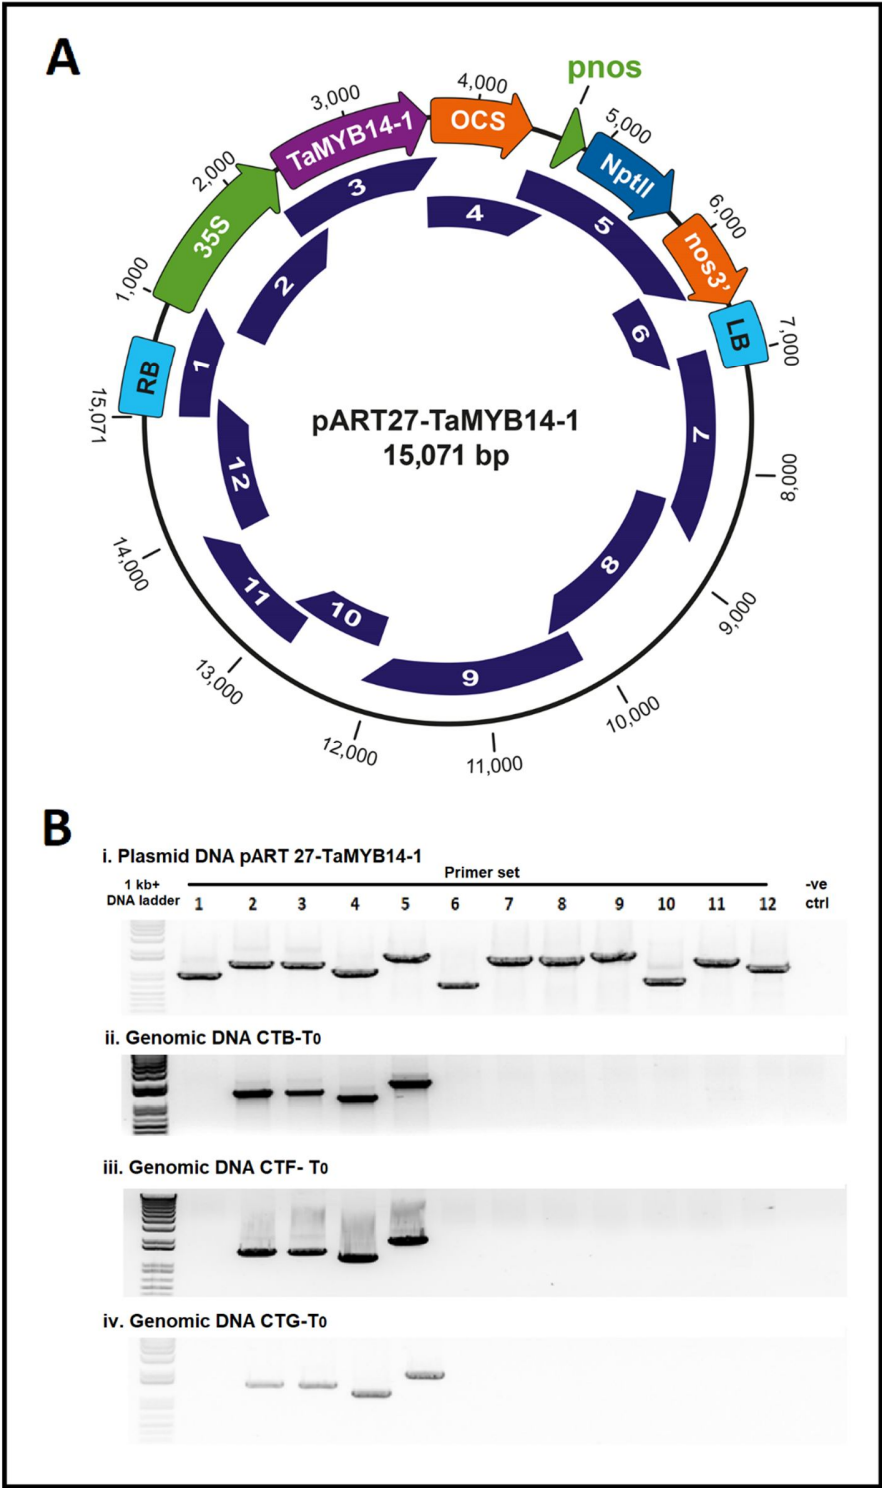 A
pnos
3,000
4,000
5,000
TaMYB14-1
OCS
NptII
2,000
6,000
35S
nos3’
1,000
3
4
5
2
6
LB
7,000
RB
1
7
15,071
pART27-TaMYB14-1
15,071 bp
12
8,000
8
14,000
11
10
9,000
9
13,000
10,000
12,000
11,000
B
i. Plasmid DNA pART 27-TaMYB14-1
Primer set
1 kb+
DNA ladder
1 2 3 4 5 6 7 8 9 10 11 12
-ve
ctrl
ii. Genomic DNA CTB-T0
iii. Genomic DNA CTF- T0
iv. Genomic DNA CTG-T0